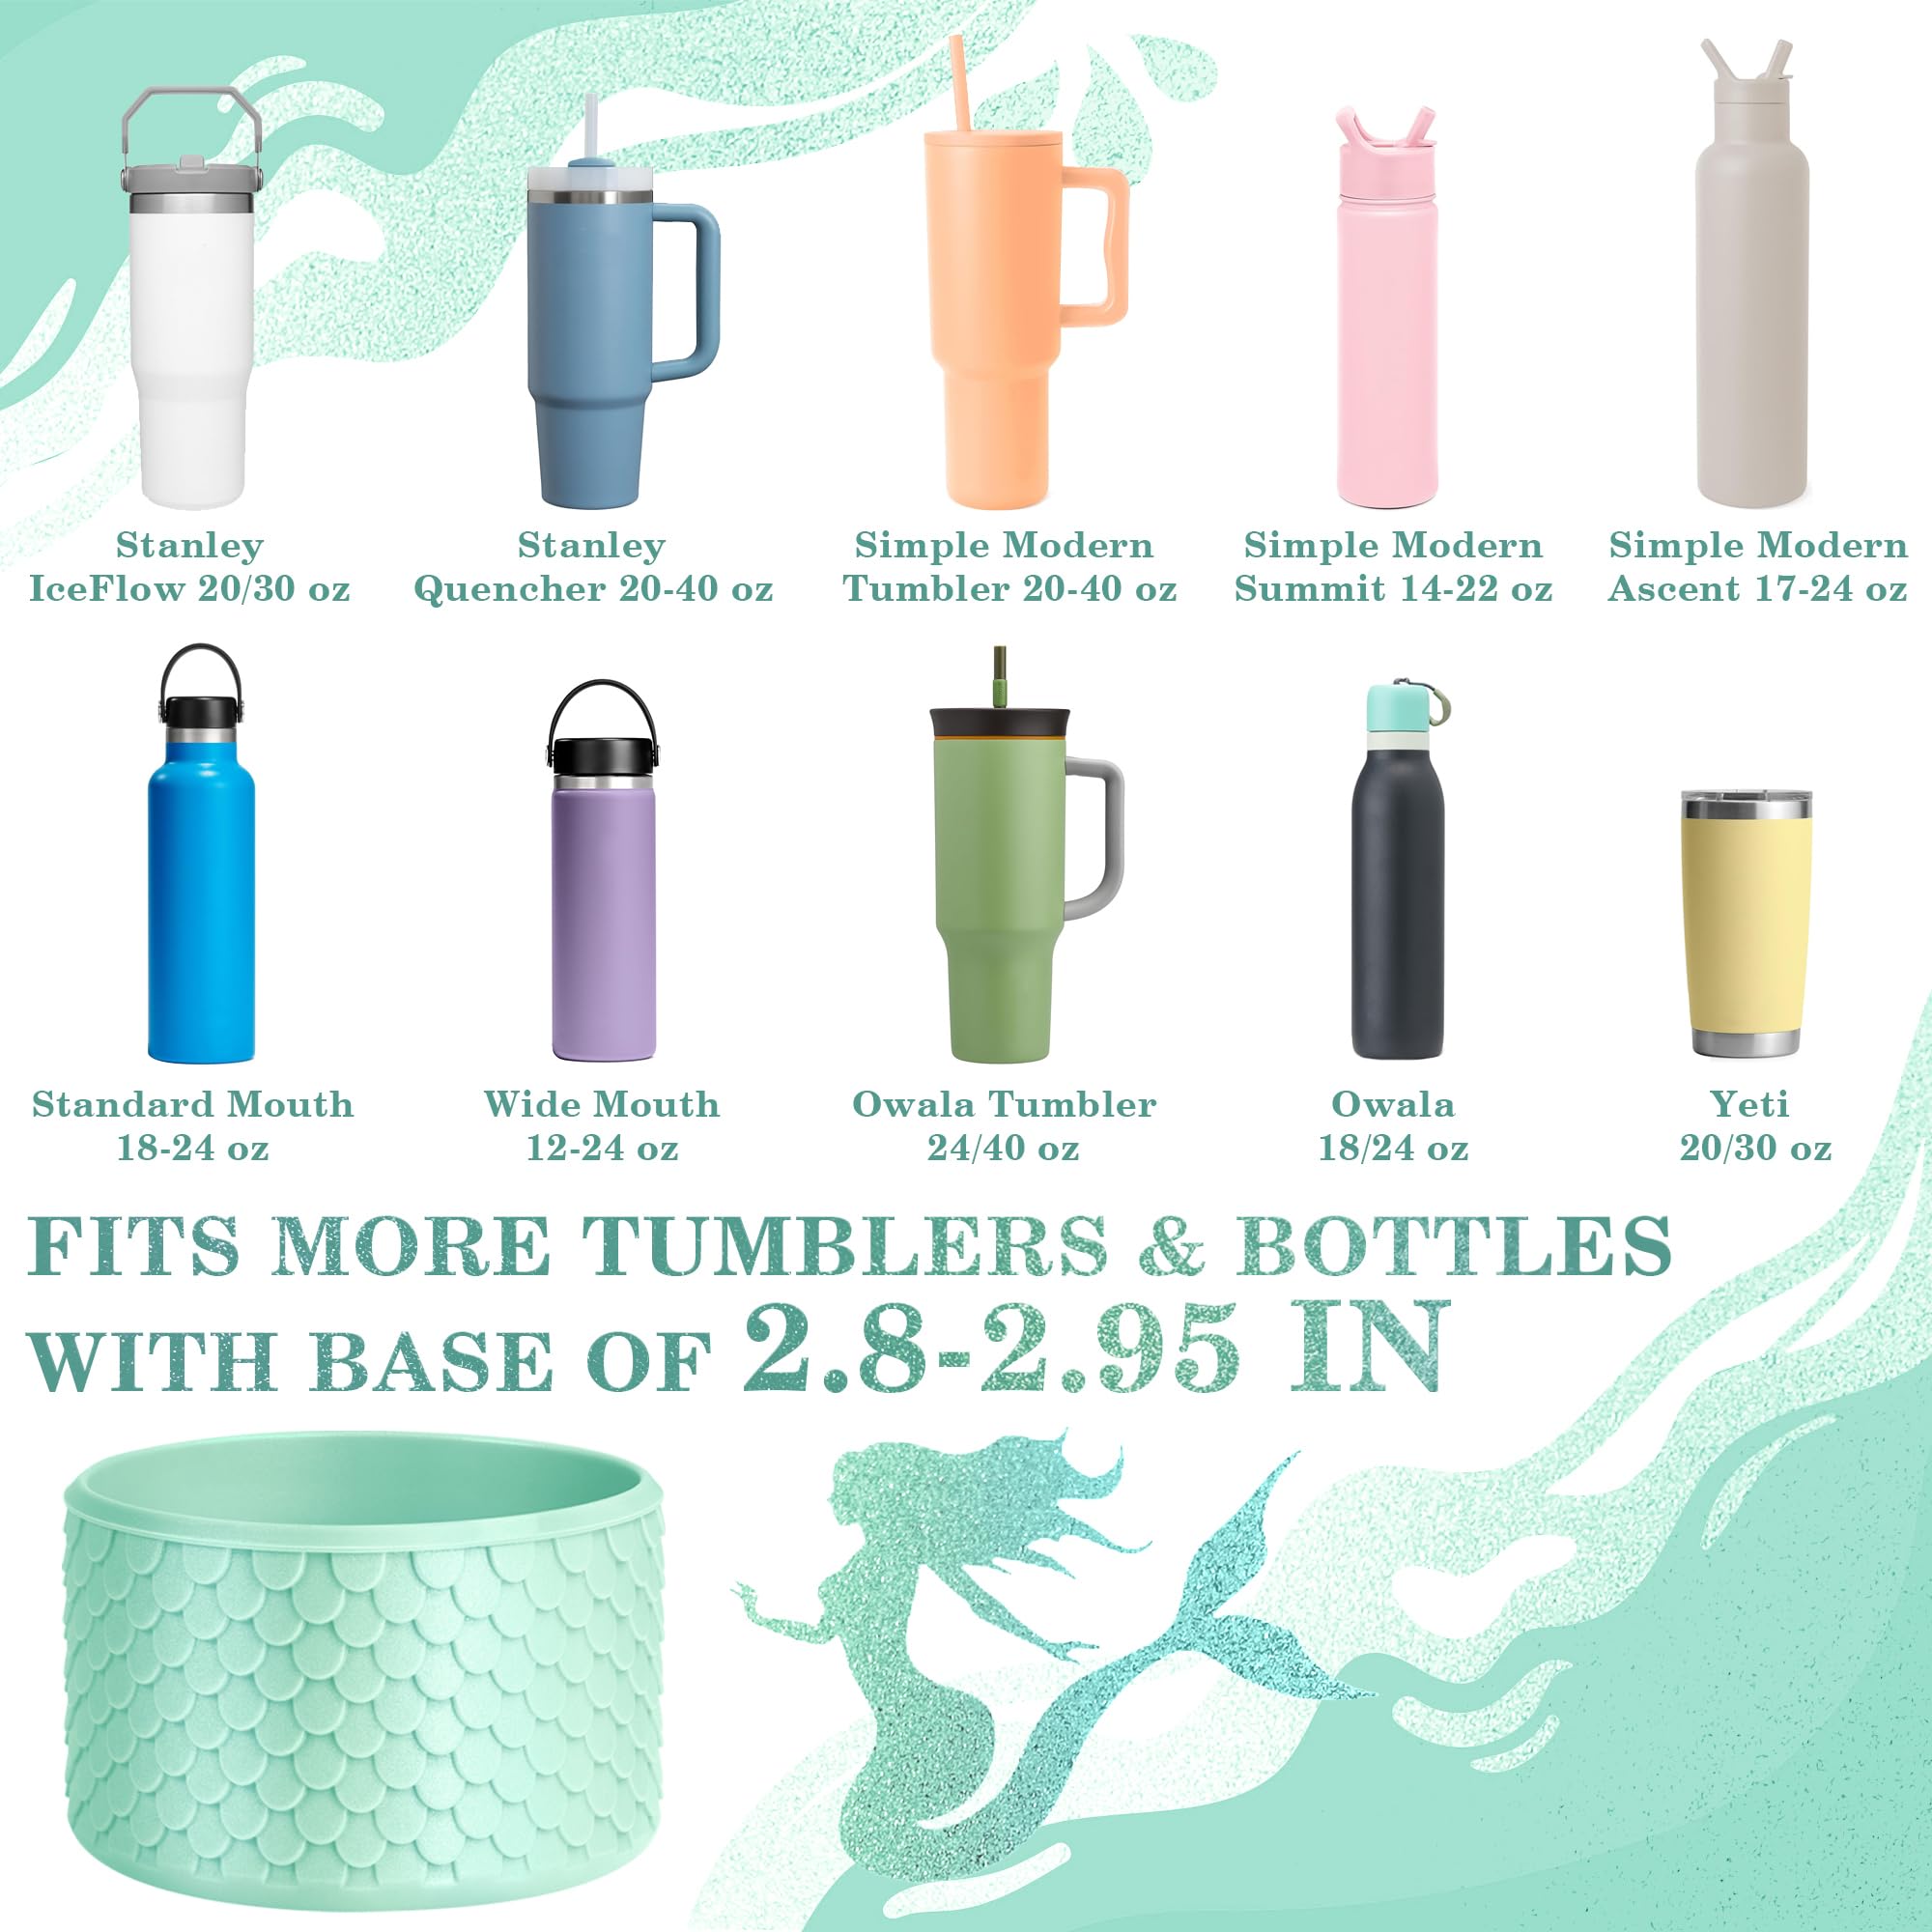 Stanley
IceFlow 20/30 oz
Stanley
Quencher 20-40 oz
Simple Modern
Tumbler 20-40 oz
Simple Modern
Summit 14-22 oz
Simple Modern
Ascent 17-24 oz
Standard Mouth
18-24 oz
Wide Mouth
12-24 oz
Owala Tumbler
24/40 oz
Owala
18/24 oz
Yeti
20/30 oz
FITS MORE TUMBLERS & BOTTLES
WITH BASE OF 2.8-2.95 IN